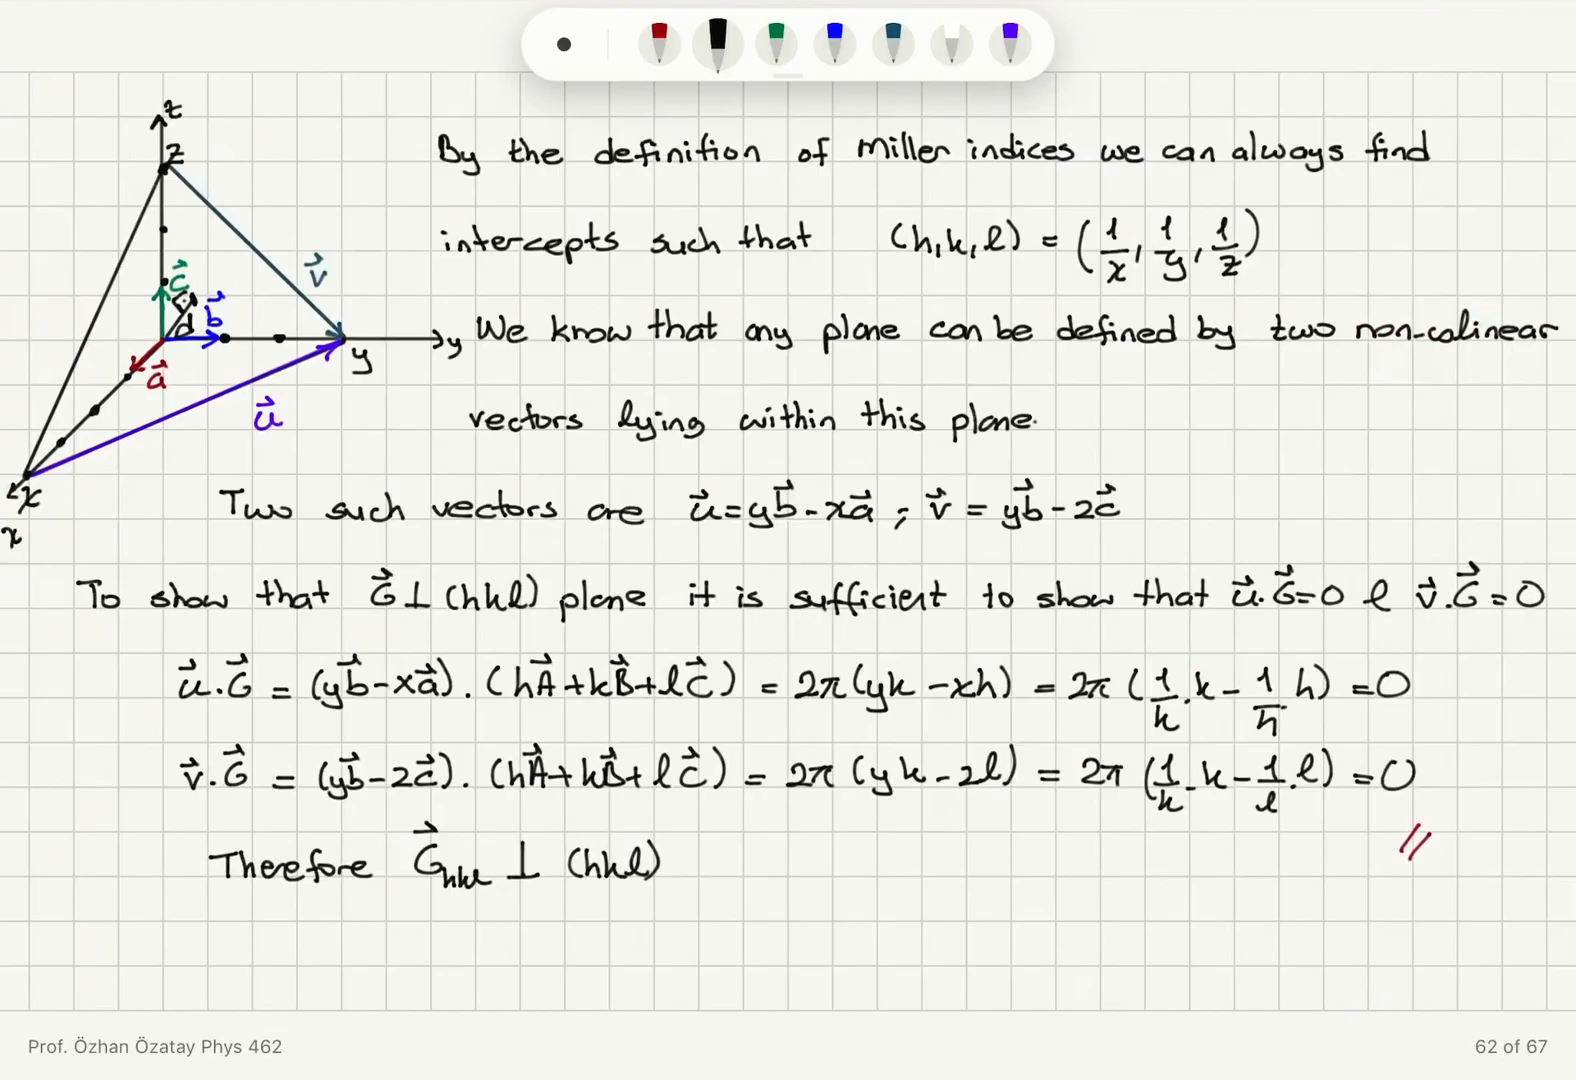 z
z
By the definition of Miller indices we can always find
intercepts such that (h,k,l) = (1/x, 1/y, 1/z)
v⃗
c⃗
b⃗
d
a⃗
y
y
We know that any plane can be defined by two non-colinear
u⃗
vectors lying within this plane.
x
x
Two such vectors are u⃗=yb⃗-xa⃗ ; v⃗ = yb⃗-zc⃗
To show that G⃗⊥(hkl) plane it is sufficient to show that u⃗.G⃗=0 & v⃗.G⃗=0
u⃗.G⃗ = (yb⃗-xa⃗).(hA⃗+kB⃗+lC⃗) = 2π(yk-xh) = 2π(1/k.k-1/h h) =0
v⃗.G⃗ = (yb⃗-zc⃗).(hA⃗+kB⃗+lC⃗) = 2π(yk-zl) = 2π(1/k.k-1/l.l) =0
//
Therefore G⃗hkl ⊥ (hkl)
Prof. Özhan Özatay Phys 462
62 of 67